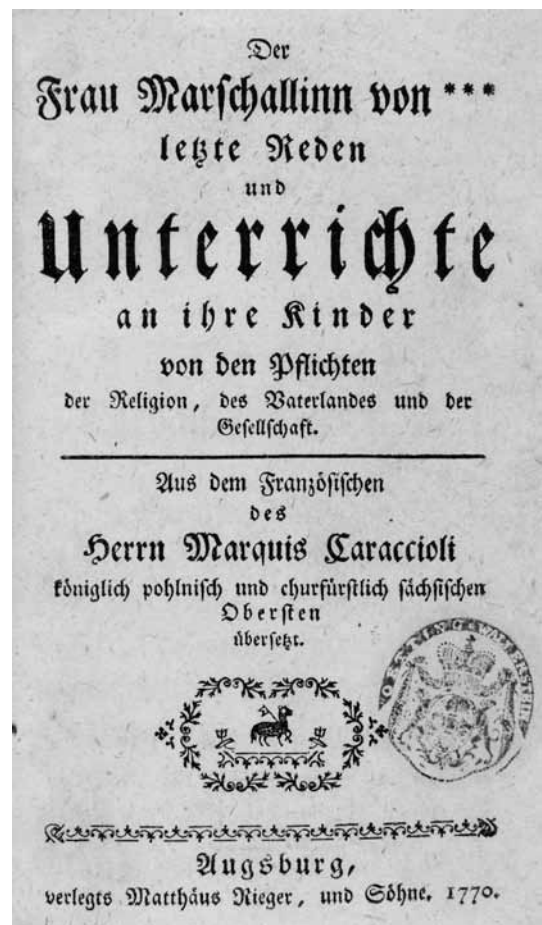 Der
Frau Marschallinn von ***
letzte Reden
und
Unterrichte
an ihre Kinder
von den Pflichten
der Religion, des Vaterlandes und der
Gesellschaft.
Aus dem Französischen
des
Herrn Marquis Caraccioli
königlich pohlnisch und churfürstlich sächsischen
Obersten
übersetzt.
Augsburg,
verlegts Matthäus Rieger, und Söhne. 1770.